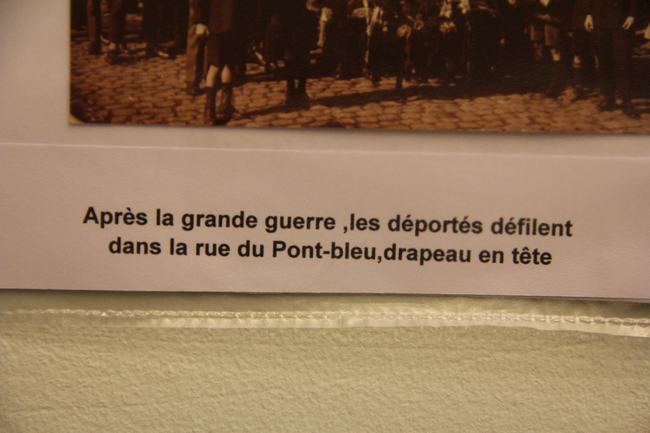 Après la grande guerre ,les déportés défilent
dans la rue du Pont-bleu,drapeau en tête